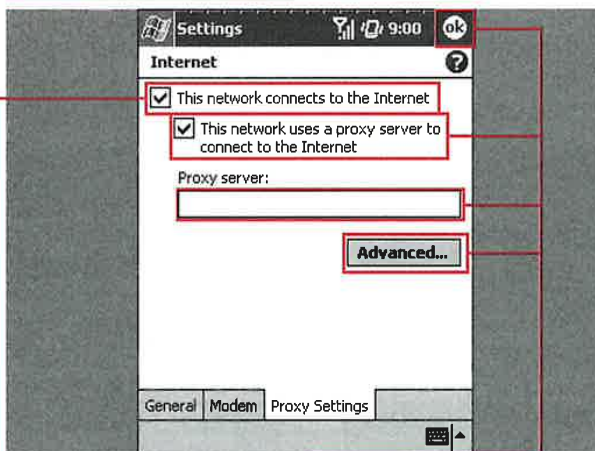 Settings 9:00 ok
Internet ?
This network connects to the Internet
This network uses a proxy server to
connect to the Internet
Proxy server:
Advanced...
General Modem Proxy Settings